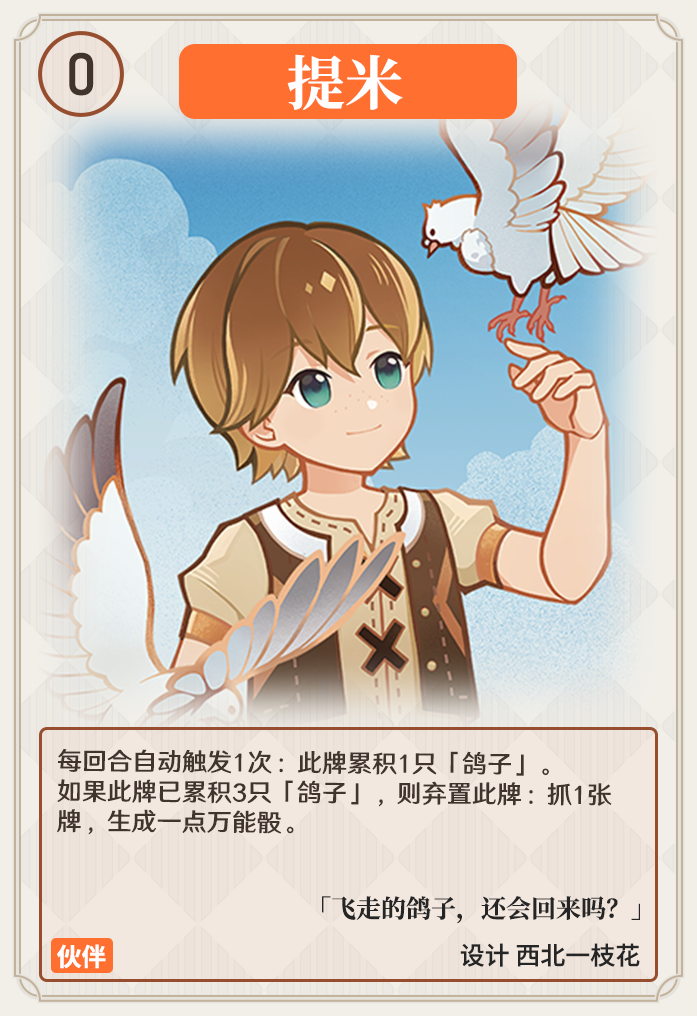 0
提米
每回合自动触发1次：此牌累积1只「鸽子」。
如果此牌已累积3只「鸽子」，则弃置此牌：抓1张
牌，生成一点万能骰。
「飞走的鸽子，还会回来吗？」
伙伴
设计 西北一枝花